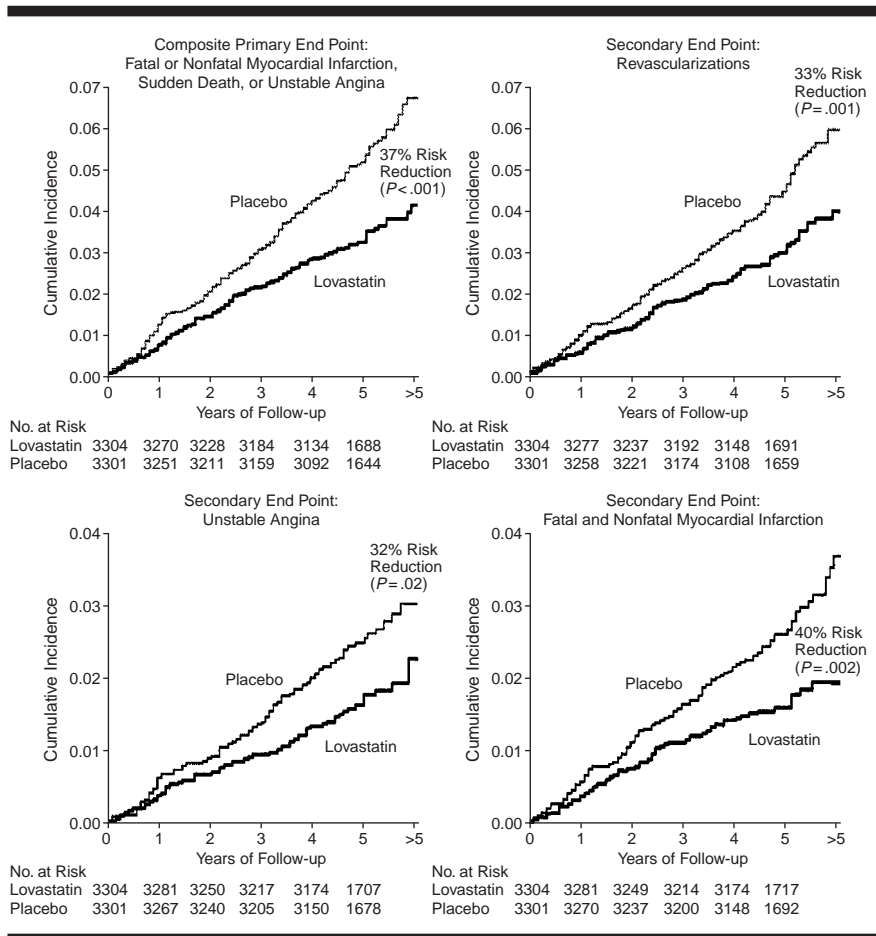 Composite Primary End Point:
Fatal or Nonfatal Myocardial Infarction,
Sudden Death, or Unstable Angina
0.07
0.06
0.05
0.04
0.03
0.02
0.01
0.00
Cumulative Incidence
37% Risk
Reduction
(P<.001)
Placebo
Lovastatin
0 1 2 3 4 5 >5
Years of Follow-up
No. at Risk
Lovastatin 3304 3270 3228 3184 3134 1688
Placebo 3301 3251 3211 3159 3092 1644
Secondary End Point:
Revascularizations
0.07
0.06
0.05
0.04
0.03
0.02
0.01
0.00
Cumulative Incidence
33% Risk
Reduction
(P=.001)
Placebo
Lovastatin
0 1 2 3 4 5 >5
Years of Follow-up
No. at Risk
Lovastatin 3304 3277 3237 3192 3148 1691
Placebo 3301 3258 3221 3174 3108 1659
Secondary End Point:
Unstable Angina
0.04
0.03
0.02
0.01
0.00
Cumulative Incidence
32% Risk
Reduction
(P=.02)
Placebo
Lovastatin
0 1 2 3 4 5 >5
Years of Follow-up
No. at Risk
Lovastatin 3304 3281 3250 3217 3174 1707
Placebo 3301 3267 3240 3205 3150 1678
Secondary End Point:
Fatal and Nonfatal Myocardial Infarction
0.04
0.03
0.02
0.01
0.00
Cumulative Incidence
40% Risk
Reduction
(P=.002)
Placebo
Lovastatin
0 1 2 3 4 5 >5
Years of Follow-up
No. at Risk
Lovastatin 3304 3281 3249 3214 3174 1717
Placebo 3301 3270 3237 3200 3148 1692